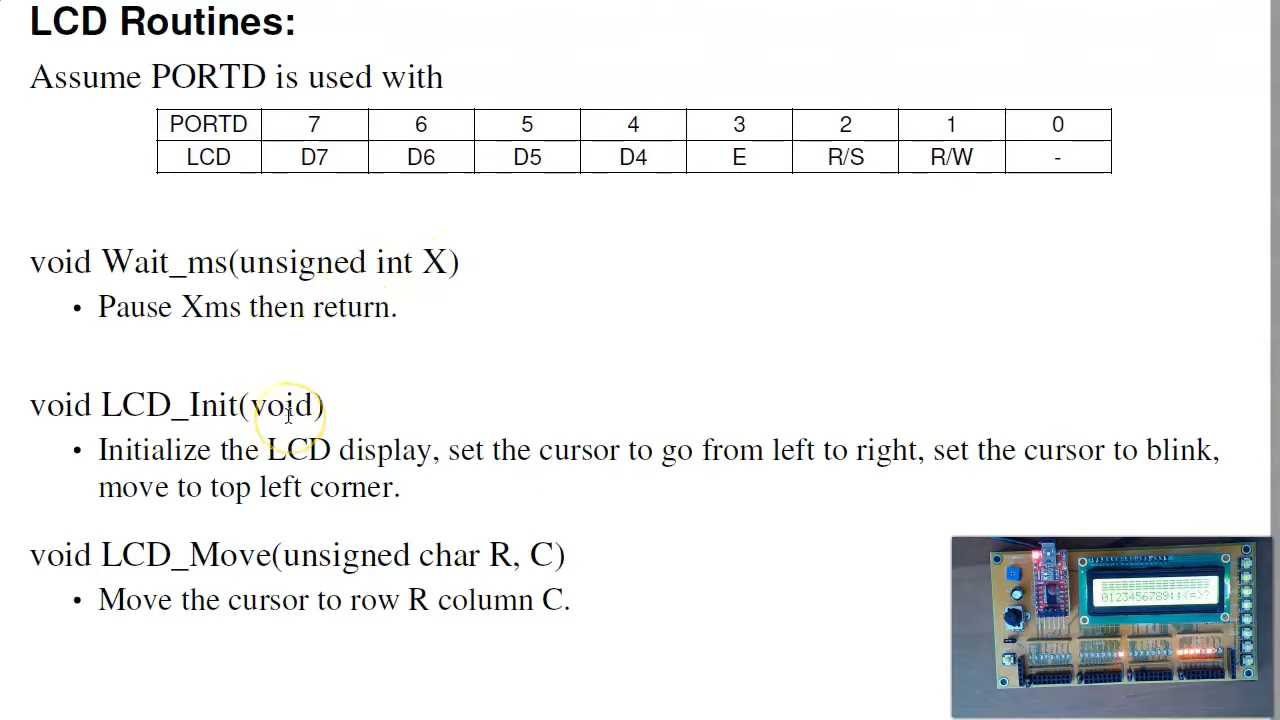 LCD Routines:
Assume PORTD is used with
PORTD 7 6 5 4 3 2 1 0
LCD D7 D6 D5 D4 E R/S R/W -
void Wait_ms(unsigned int X)
• Pause Xms then return.
void LCD_Init(void)
• Initialize the LCD display, set the cursor to go from left to right, set the cursor to blink,
move to top left corner.
void LCD_Move(unsigned char R, C)
• Move the cursor to row R column C.
0123456789:;<=>?